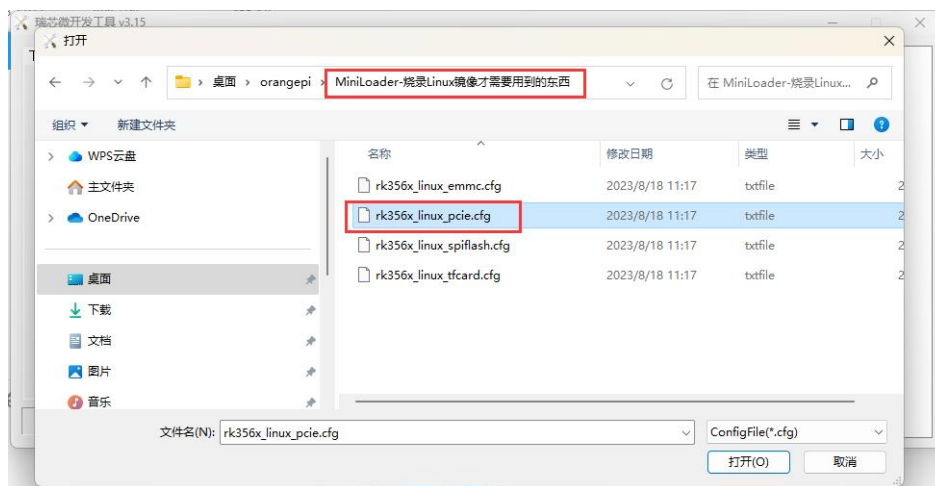 瑞芯微开发工具 v3.15
打开
桌面 › orangepi › MiniLoader-烧录Linux镜像才需要用到的东西
在 MiniLoader-烧录Linux...
组织 新建文件夹
名称 修改日期 类型 大小
WPS云盘
主文件夹
OneDrive
桌面
下载
文档
图片
音乐
rk356x_linux_emmc.cfg 2023/8/18 11:17 txtfile 2
rk356x_linux_pcie.cfg 2023/8/18 11:17 txtfile 2
rk356x_linux_spiflash.cfg 2023/8/18 11:17 txtfile 2
rk356x_linux_tfcard.cfg 2023/8/18 11:17 txtfile 2
文件名(N): rk356x_linux_pcie.cfg ConfigFile(*.cfg)
打开(O) 取消